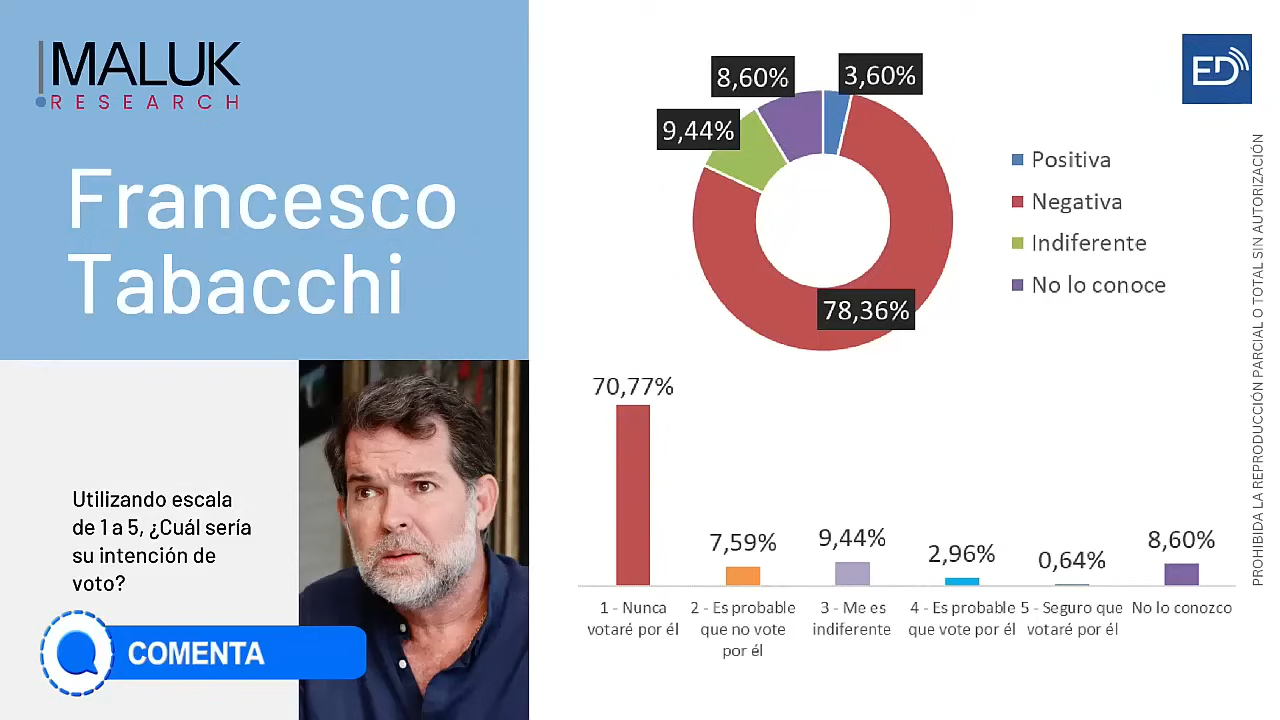 MALUK
RESEARCH
Francesco
Tabacchi
Utilizando escala
de 1 a 5, ¿Cuál sería
su intención de
voto?
COMENTA
8,60%
3,60%
9,44%
78,36%
Positiva
Negativa
Indiferente
No lo conoce
ED
PROHIBIDA LA REPRODUCCIÓN PARCIAL O TOTAL SIN AUTORIZACIÓN
70,77%
7,59%
9,44%
2,96%
0,64%
8,60%
1 - Nunca
votaré por él
2 - Es probable
que no vote
por él
3 - Me es
indiferente
4 - Es probable
que vote por él
5 - Seguro que
votaré por él
No lo conozco